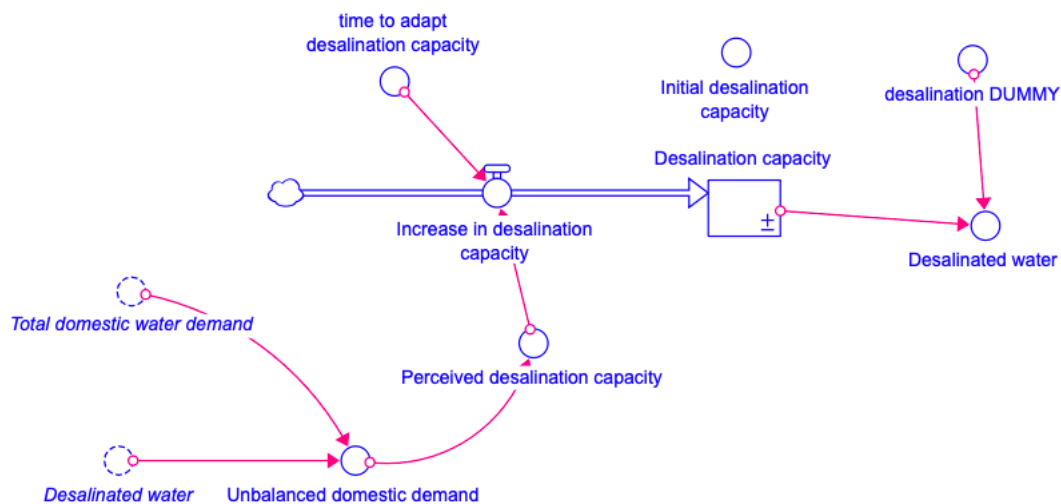 time to adapt
desalination capacity
Initial desalination
capacity
desalination DUMMY
Desalination capacity
±
Increase in desalination
capacity
Desalinated water
Total domestic water demand
Perceived desalination capacity
Desalinated water
Unbalanced domestic demand